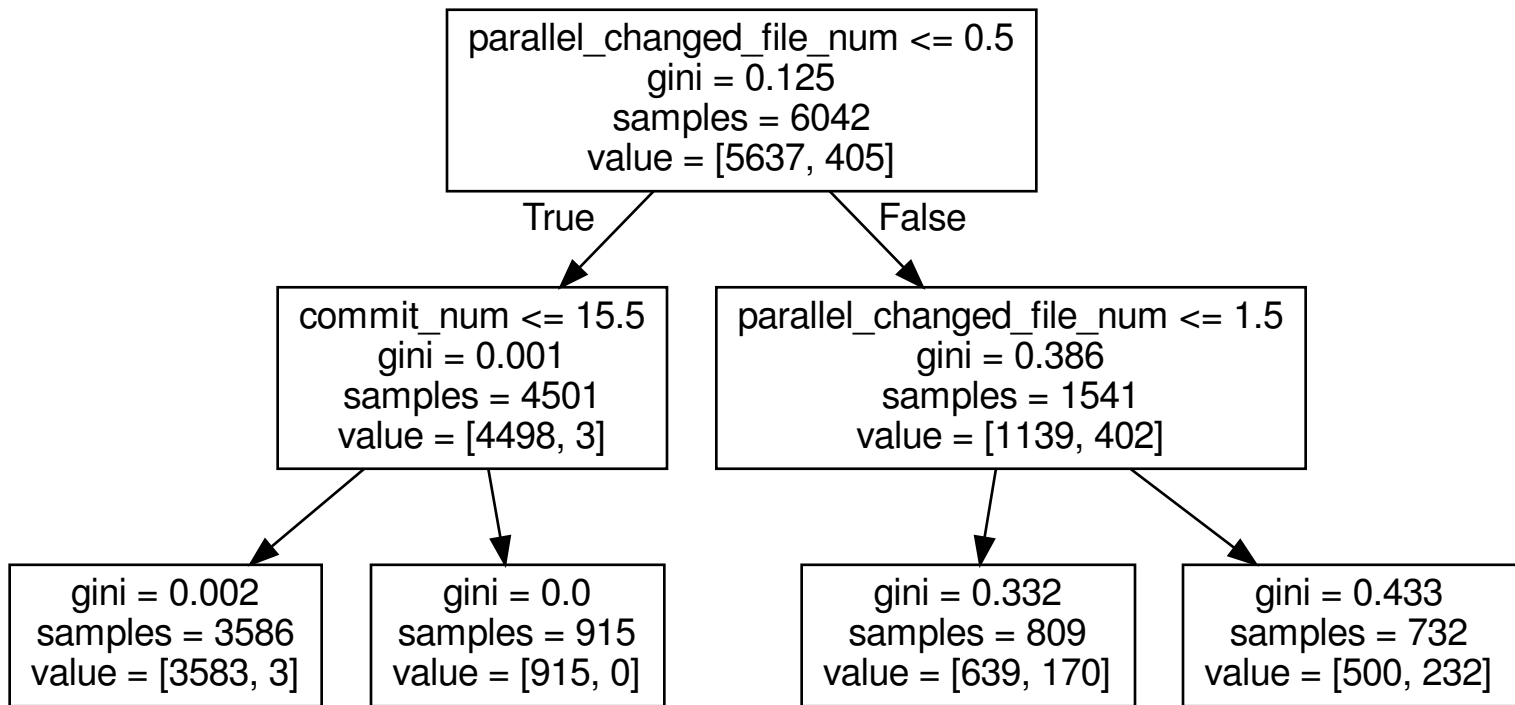 parallel_changed_file_num <= 0.5
gini = 0.125
samples = 6042
value = [5637, 405]
True
False
commit_num <= 15.5
gini = 0.001
samples = 4501
value = [4498, 3]
parallel_changed_file_num <= 1.5
gini = 0.386
samples = 1541
value = [1139, 402]
gini = 0.002
samples = 3586
value = [3583, 3]
gini = 0.0
samples = 915
value = [915, 0]
gini = 0.332
samples = 809
value = [639, 170]
gini = 0.433
samples = 732
value = [500, 232]